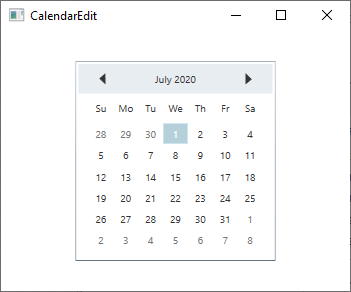 CalendarEdit
July 2020
Su Mo Tu We Th Fr Sa
28 29 30 1 2 3 4
5 6 7 8 9 10 11
12 13 14 15 16 17 18
19 20 21 22 23 24 25
26 27 28 29 30 31 1
2 3 4 5 6 7 8